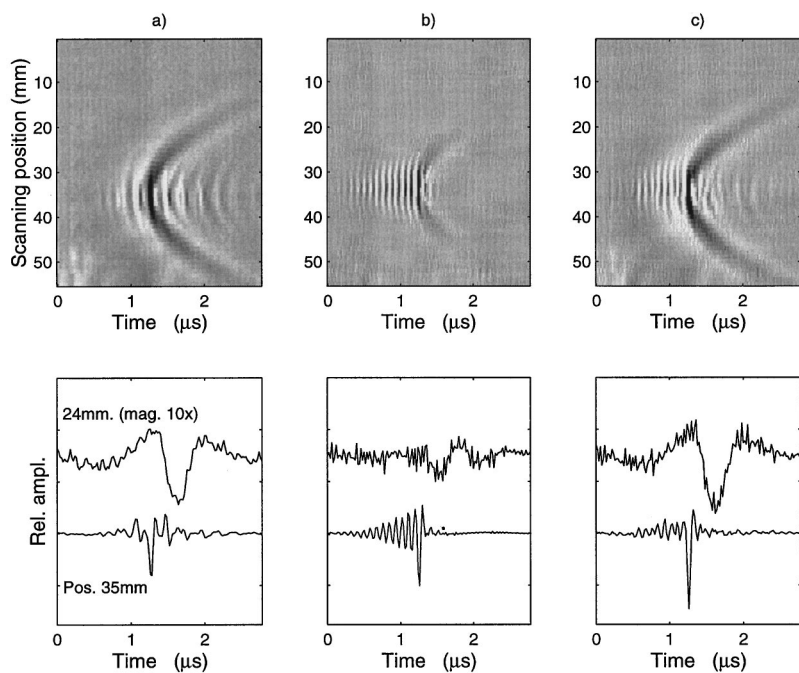 a) b) c)
Scanning position (mm)
10
20
30
40
50
0 1 2
Time (μs)
10
20
30
40
50
0 1 2
Time (μs)
10
20
30
40
50
0 1 2
Time (μs)
Rel. ampl.
24mm. (mag. 10x)
Pos. 35mm
0 1 2
Time (μs)
0 1 2
Time (μs)
0 1 2
Time (μs)